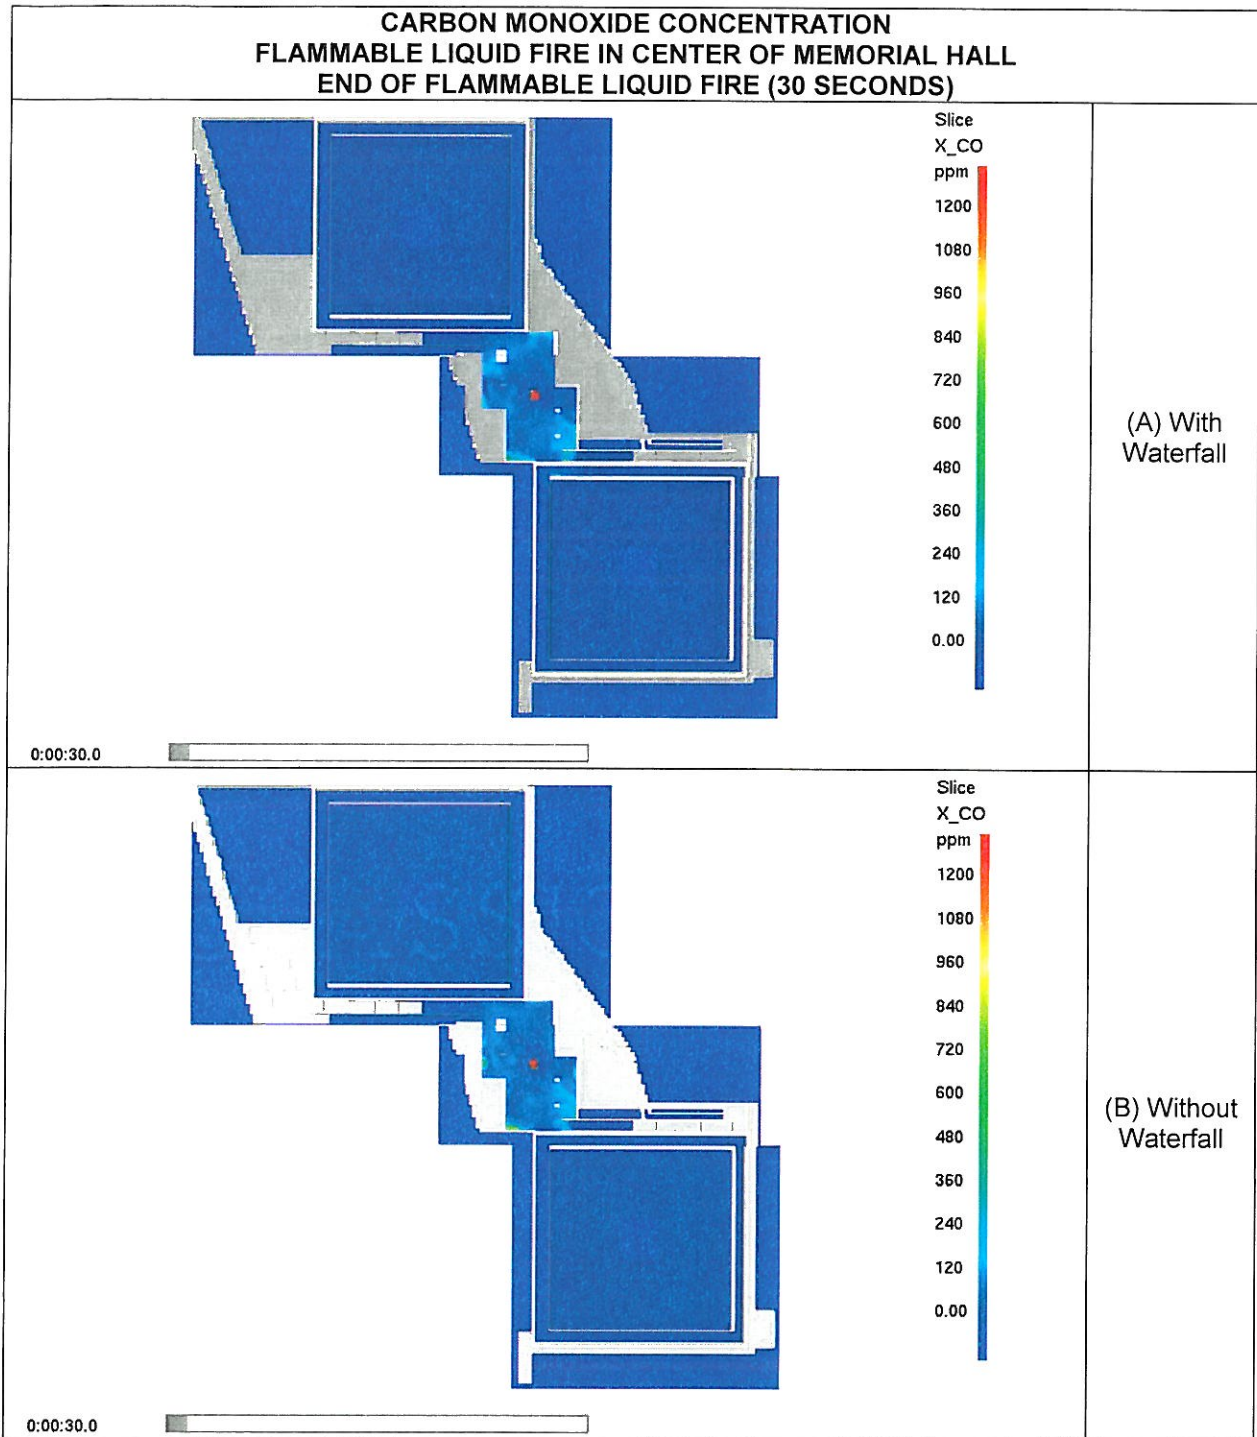 CARBON MONOXIDE CONCENTRATION
FLAMMABLE LIQUID FIRE IN CENTER OF MEMORIAL HALL
END OF FLAMMABLE LIQUID FIRE (30 SECONDS)
Slice
X_CO
ppm
1200
1080
960
840
720
600
480
360
240
120
0.00
(A) With
Waterfall
0:00:30.0
Slice
X_CO
ppm
1200
1080
960
840
720
600
480
360
240
120
0.00
(B) Without
Waterfall
0:00:30.0